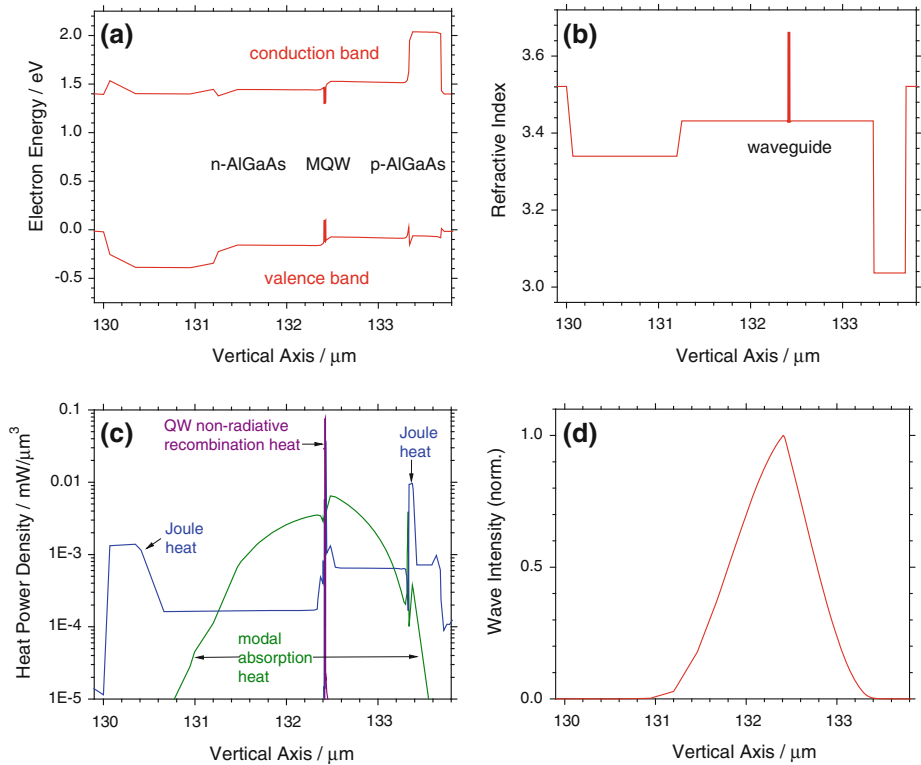 (a)
conduction band
n-AlGaAs MQW p-AlGaAs
valence band
2.0
1.5
1.0
0.5
0.0
-0.5
Electron Energy / eV
130 131 132 133
Vertical Axis / μm
(b)
waveguide
3.6
3.4
3.2
3.0
Refractive Index
130 131 132 133
Vertical Axis / μm
(c)
QW non-radiative
recombination heat
Joule
heat
Joule
heat
modal
absorption
heat
0.1
0.01
1E-3
1E-4
1E-5
Heat Power Density / mW/μm³
130 131 132 133
Vertical Axis / μm
(d)
1.0
0.5
0.0
Wave Intensity (norm.)
130 131 132 133
Vertical Axis / μm